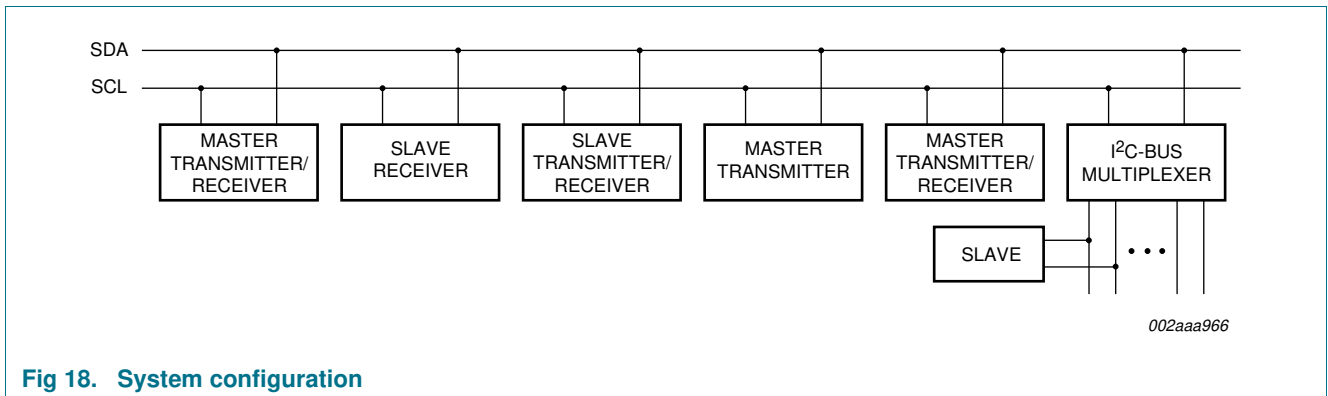 SDA
SCL
MASTER
TRANSMITTER/
RECEIVER
SLAVE
RECEIVER
SLAVE
TRANSMITTER/
RECEIVER
MASTER
TRANSMITTER
MASTER
TRANSMITTER/
RECEIVER
I²C-BUS
MULTIPLEXER
SLAVE
002aaa966
Fig 18. System configuration